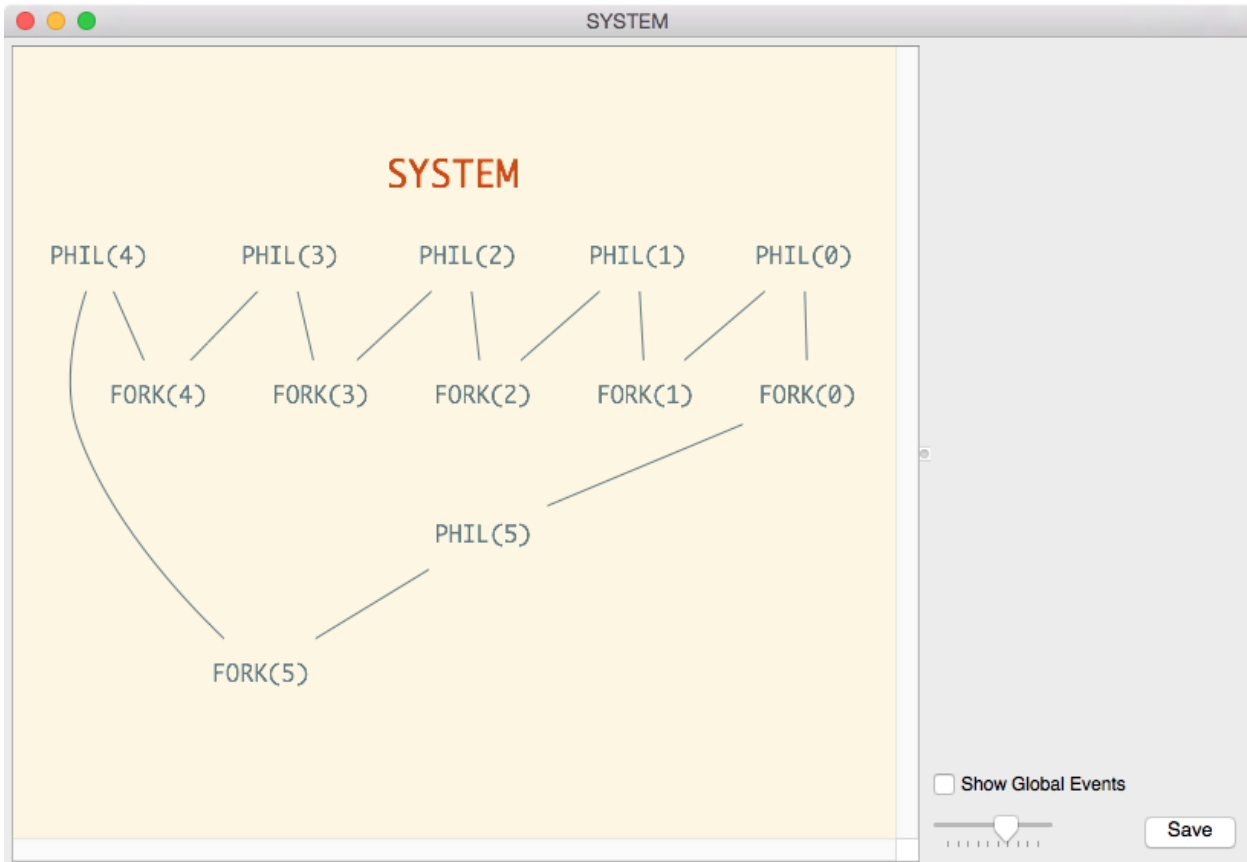 SYSTEM
SYSTEM
PHIL(4) PHIL(3) PHIL(2) PHIL(1) PHIL(0)
FORK(4) FORK(3) FORK(2) FORK(1) FORK(0)
PHIL(5)
FORK(5)
Show Global Events
Save